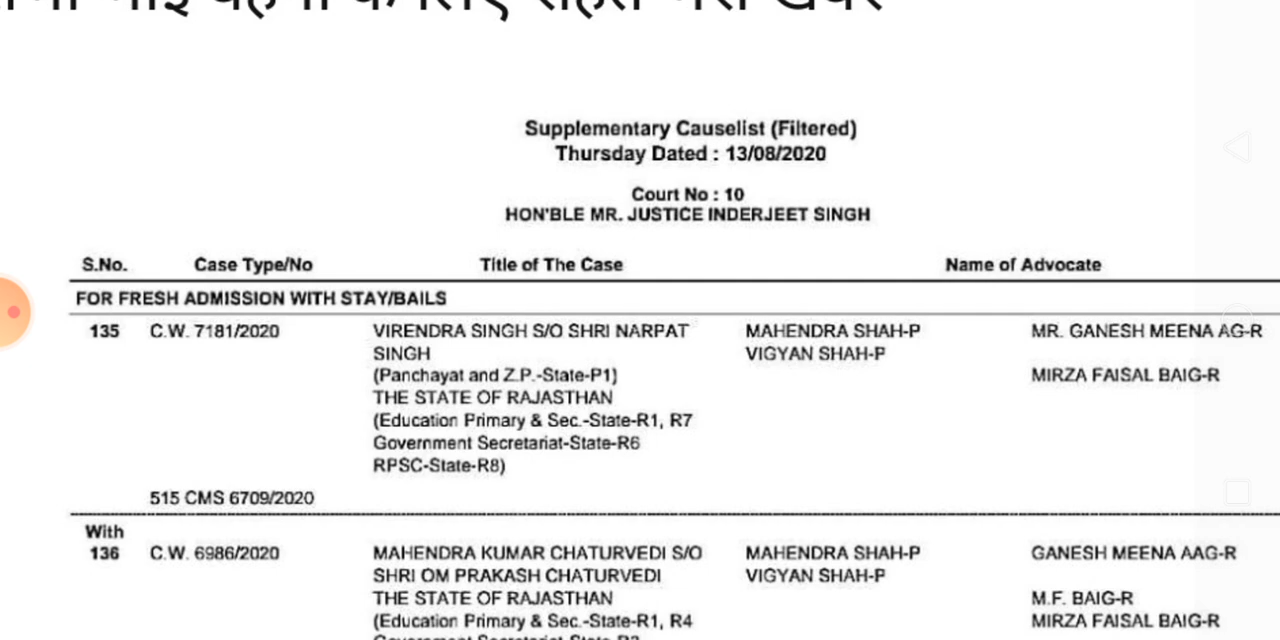 के लिए राहत भरी खबर
Supplementary Causelist (Filtered)
Thursday Dated : 13/08/2020
Court No : 10
HON'BLE MR. JUSTICE INDERJEET SINGH
S.No. Case Type/No Title of The Case Name of Advocate
FOR FRESH ADMISSION WITH STAY/BAILS
135 C.W. 7181/2020 VIRENDRA SINGH S/O SHRI NARPAT MAHENDRA SHAH-P MR. GANESH MEENA AG-R
SINGH VIGYAN SHAH-P
(Panchayat and Z.P.-State-P1) MIRZA FAISAL BAIG-R
THE STATE OF RAJASTHAN
(Education Primary & Sec.-State-R1, R7
Government Secretariat-State-R6
RPSC-State-R8)
515 CMS 6709/2020
With
136 C.W. 6986/2020 MAHENDRA KUMAR CHATURVEDI S/O MAHENDRA SHAH-P GANESH MEENA AAG-R
SHRI OM PRAKASH CHATURVEDI VIGYAN SHAH-P
THE STATE OF RAJASTHAN M.F. BAIG-R
(Education Primary & Sec.-State-R1, R4 MIRZA FAISAL BAIG-R